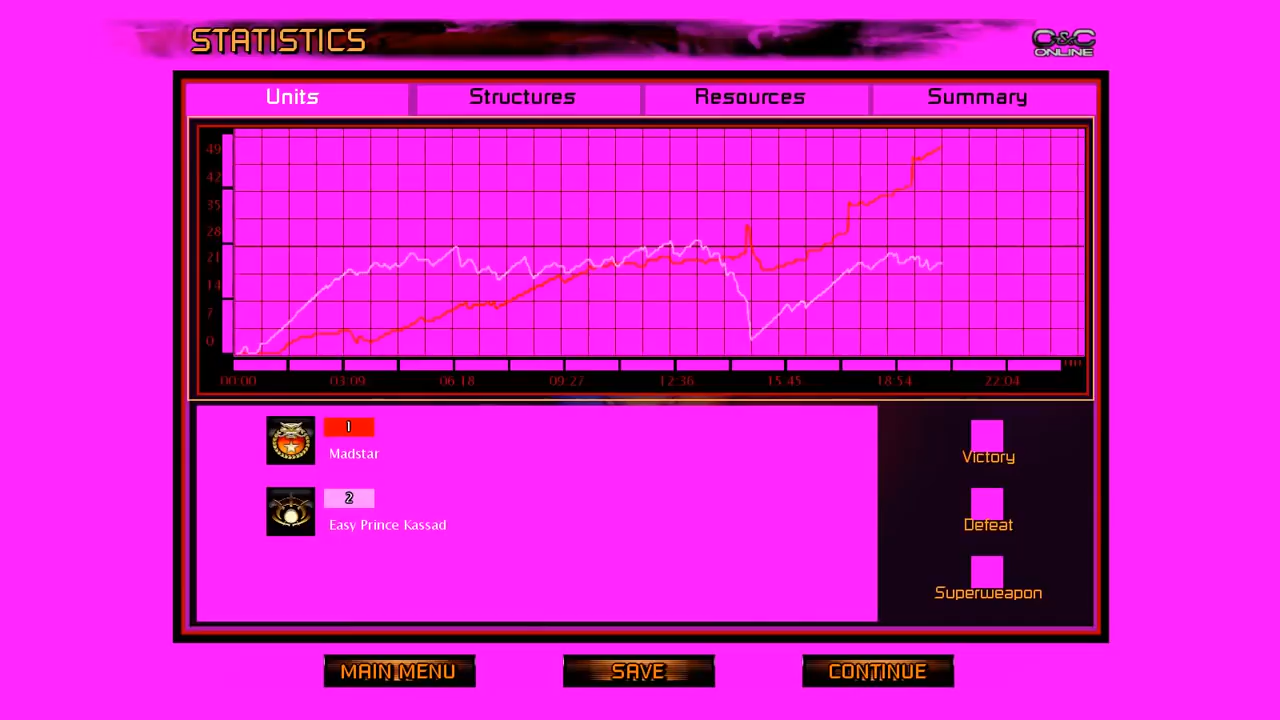 STATISTICS
C&C
ONLINE
Units Structures Resources Summary
49
42
35
28
21
14
7
0
00:00 03:09 06:18 09:27 12:36 15:45 18:54 22:04
1
Madstar
2
Easy Prince Kassad
Victory
Defeat
Superweapon
MAIN MENU SAVE CONTINUE